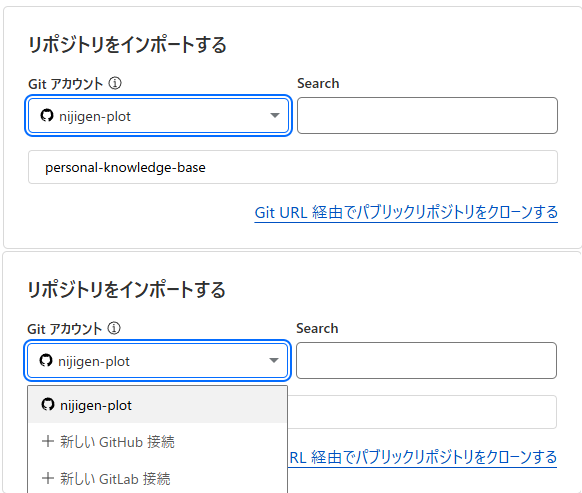 リポジトリをインポートする
Git アカウント
Search
nijigen-plot
personal-knowledge-base
Git URL 経由でパブリックリポジトリをクローンする
リポジトリをインポートする
Git アカウント
Search
nijigen-plot
nijigen-plot
+ 新しい GitHub 接続
RL 経由でパブリックリポジトリをクローンする
+ 新しい GitLab 接続